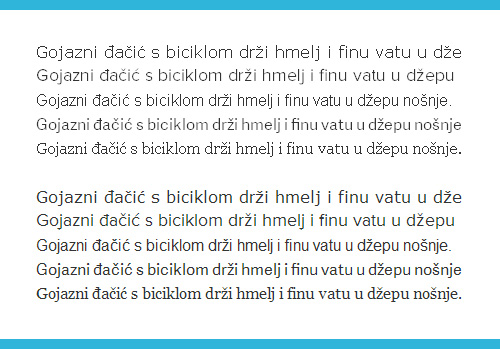 Gojazni đačić s biciklom drži hmelj i finu vatu u dže
Gojazni đačić s biciklom drži hmelj i finu vatu u džepu
Gojazni đačić s biciklom drži hmelj i finu vatu u džepu nošnje.
Gojazni đačić s biciklom drži hmelj i finu vatu u džepu nošnje
Gojazni đačić s biciklom drži hmelj i finu vatu u džepu nošnje.
Gojazni đačić s biciklom drži hmelj i finu vatu u dže
Gojazni đačić s biciklom drži hmelj i finu vatu u džepu
Gojazni đačić s biciklom drži hmelj i finu vatu u džepu nošnje.
Gojazni đačić s biciklom drži hmelj i finu vatu u džepu nošnje
Gojazni đačić s biciklom drži hmelj i finu vatu u džepu nošnje.